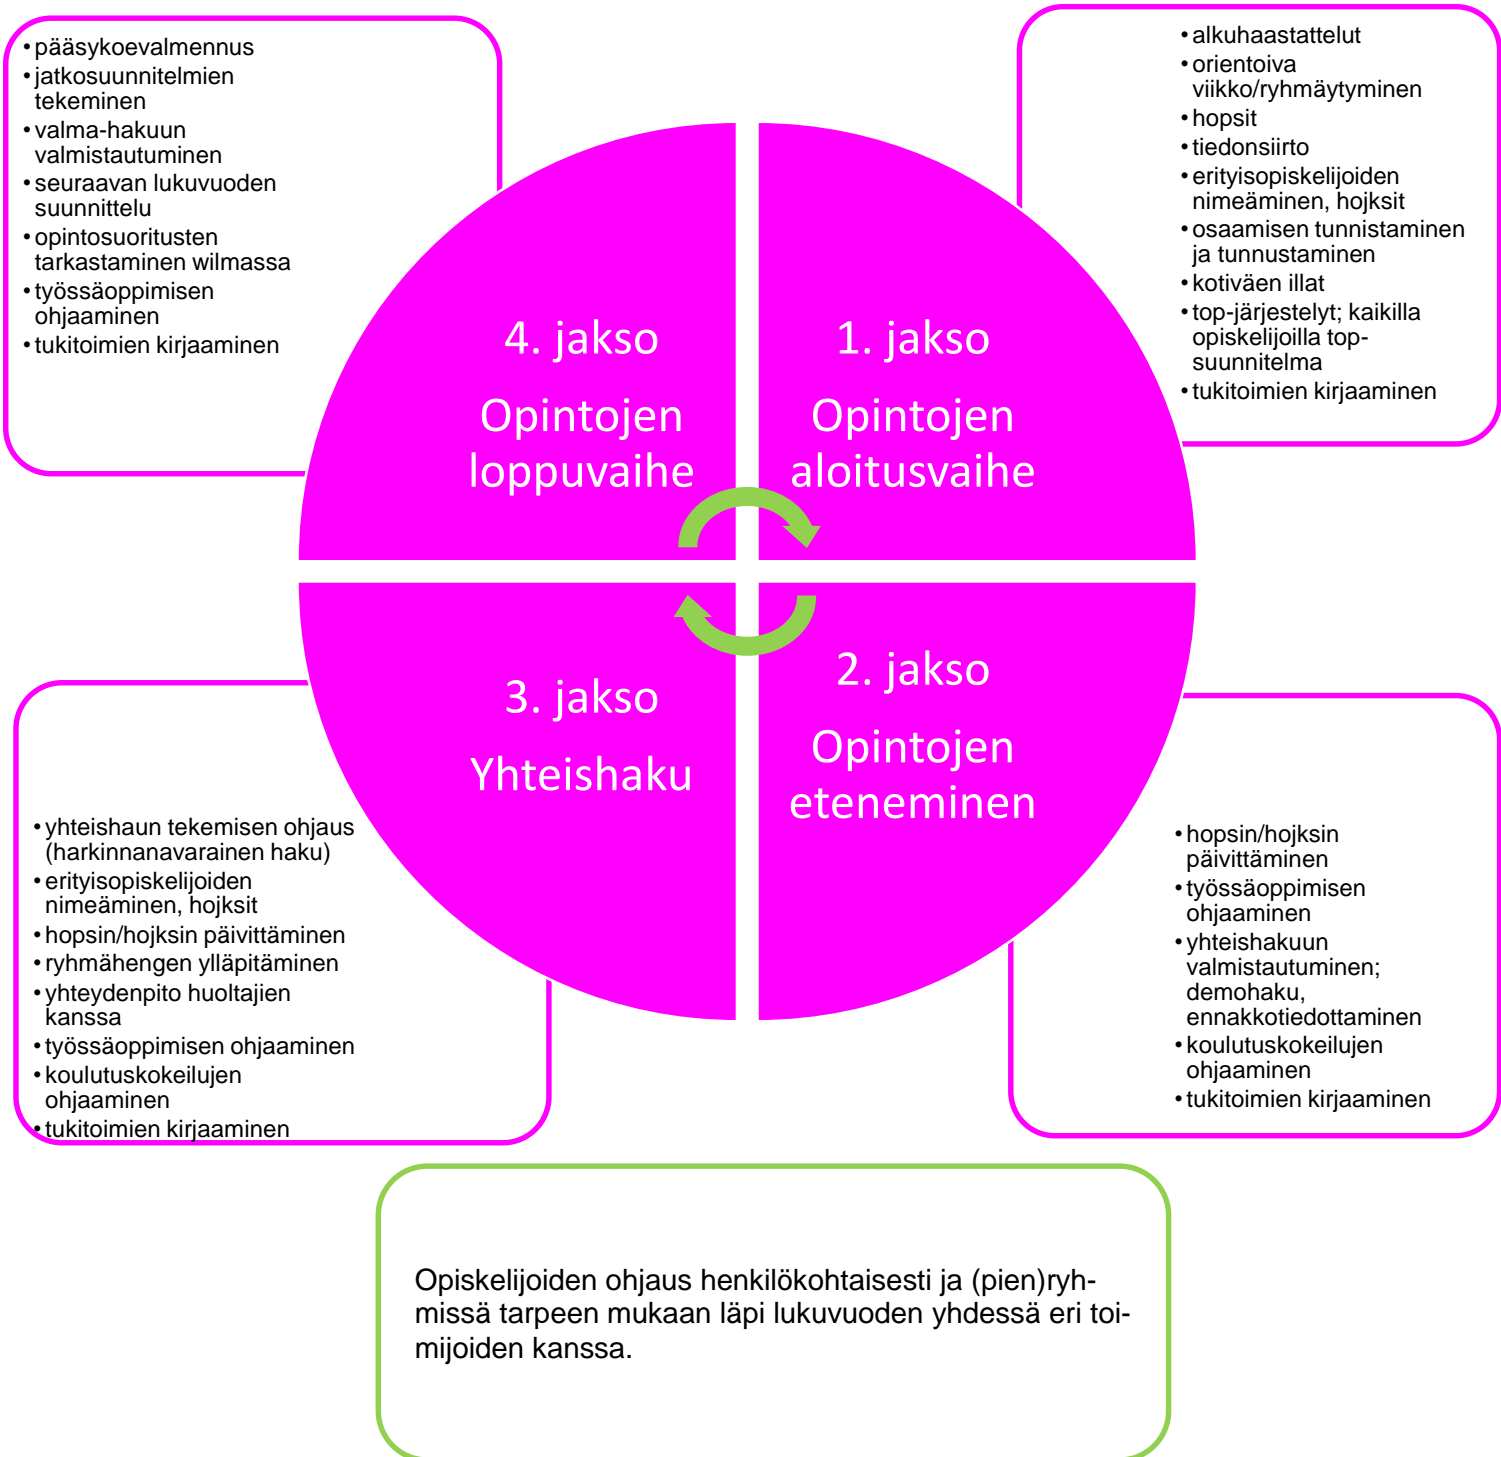 • pääsykoevalmennus
• jatkosuunnitelmien
tekeminen
• valma-hakuun
valmistautuminen
• seuraavan lukuvuoden
suunnittelu
• opintosuoritusten
tarkastaminen wilmassa
• työssäoppimisen
ohjaaminen
• tukitoimien kirjaaminen
• alkuhaastattelut
• orientoiva
viikko/ryhmäytyminen
• hopsit
• tiedonsiirto
• erityisopiskelijoiden
nimeäminen, hojksit
• osaamisen tunnistaminen
ja tunnustaminen
• kotiväen illat
• top-järjestelyt; kaikilla
opiskelijoilla top-
suunnitelma
• tukitoimien kirjaaminen
4. jakso
Opintojen
loppuvaihe
1. jakso
Opintojen
aloitusvaihe
3. jakso
Yhteishaku
2. jakso
Opintojen
eteneminen
• yhteishaun tekemisen ohjaus
(harkinnanavarainen haku)
• erityisopiskelijoiden
nimeäminen, hojksit
• hopsin/hojksin päivittäminen
• ryhmähengen ylläpitäminen
• yhteydenpito huoltajien
kanssa
• työssäoppimisen ohjaaminen
• koulutuskokeilujen
ohjaaminen
• tukitoimien kirjaaminen
• hopsin/hojksin
päivittäminen
• työssäoppimisen
ohjaaminen
• yhteishakuun
valmistautuminen;
demohaku,
ennakkotiedottaminen
• koulutuskokeilujen
ohjaaminen
• tukitoimien kirjaaminen
Opiskelijoiden ohjaus henkilökohtaisesti ja (pien)ryh-
missä tarpeen mukaan läpi lukuvuoden yhdessä eri toi-
mijoiden kanssa.